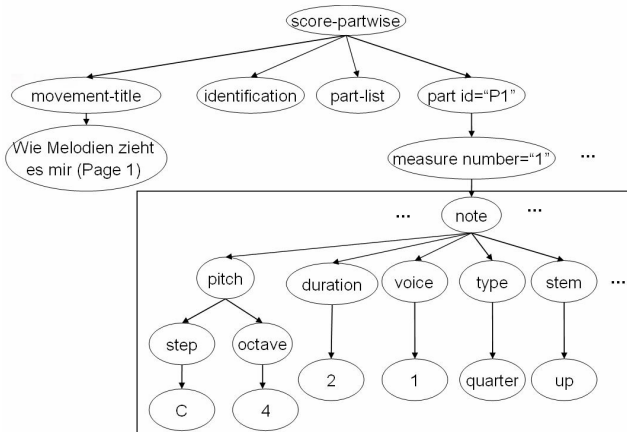 score-partwise
movement-title
identification
part-list
part id=“P1”
Wie Melodien zieht
es mir (Page 1)
measure number=“1”
...
...
note
...
pitch
duration
voice
type
stem
...
step
octave
2
1
quarter
up
C
4